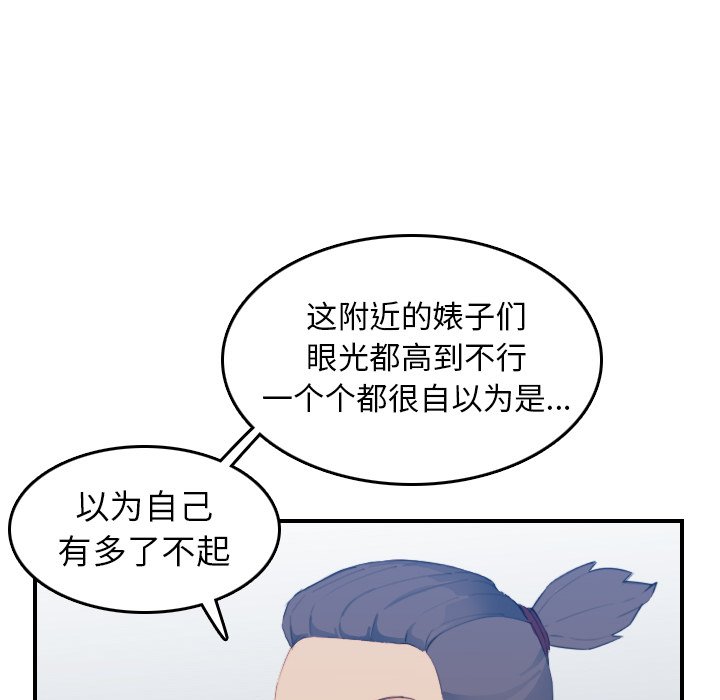 这附近的婊子们
眼光都高到不行
一个个都很自以为是...
以为自己
有多了不起